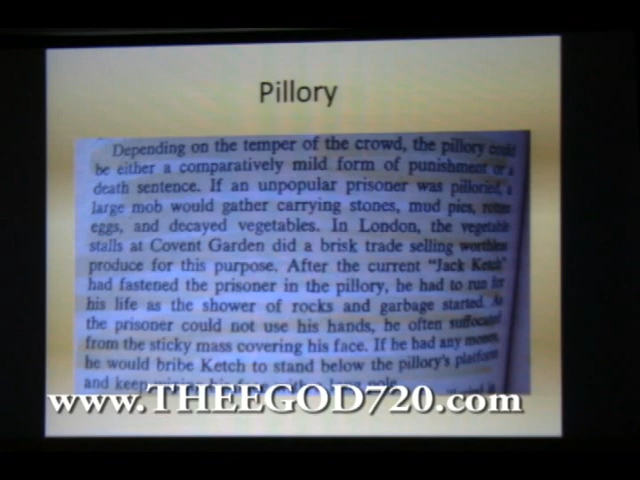 Pillory
Depending on the temper of the crowd, the pillory could
be either a comparatively mild form of punishment or a
death sentence. If an unpopular prisoner was pilloried, a
large mob would gather carrying stones, mud pies, rotten
eggs, and decayed vegetables. In London, the vegetable
stalls at Covent Garden did a brisk trade selling worthless
produce for this purpose. After the current "Jack Ketch"
had fastened the prisoner in the pillory, he had to run for
his life as the shower of rocks and garbage started. As
the prisoner could not use his hands, he often suffocated
from the sticky mass covering his face. If he had any money,
he would bribe Ketch to stand below the pillory's platform
and keep
www.THEEGOD720.com